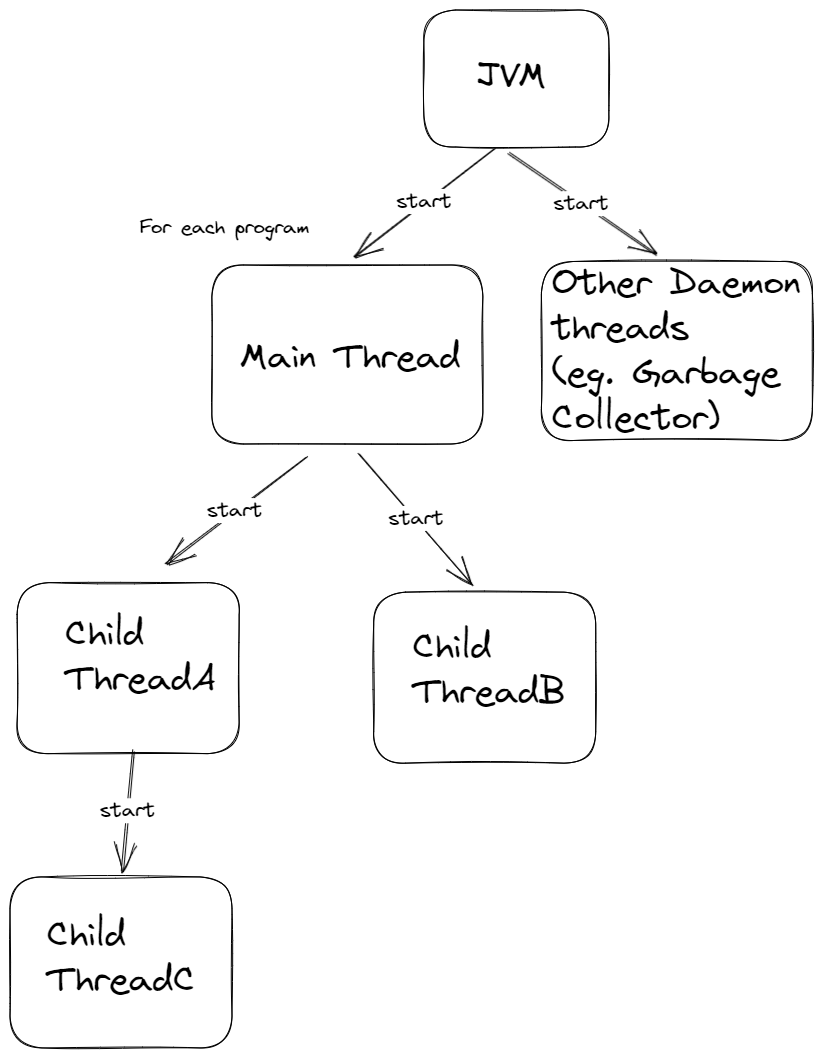 JVM
start
start
For each program
Main Thread
Other Daemon
threads
(eg. Garbage
Collector)
start
start
Child
ThreadA
Child
ThreadB
start
Child
ThreadC